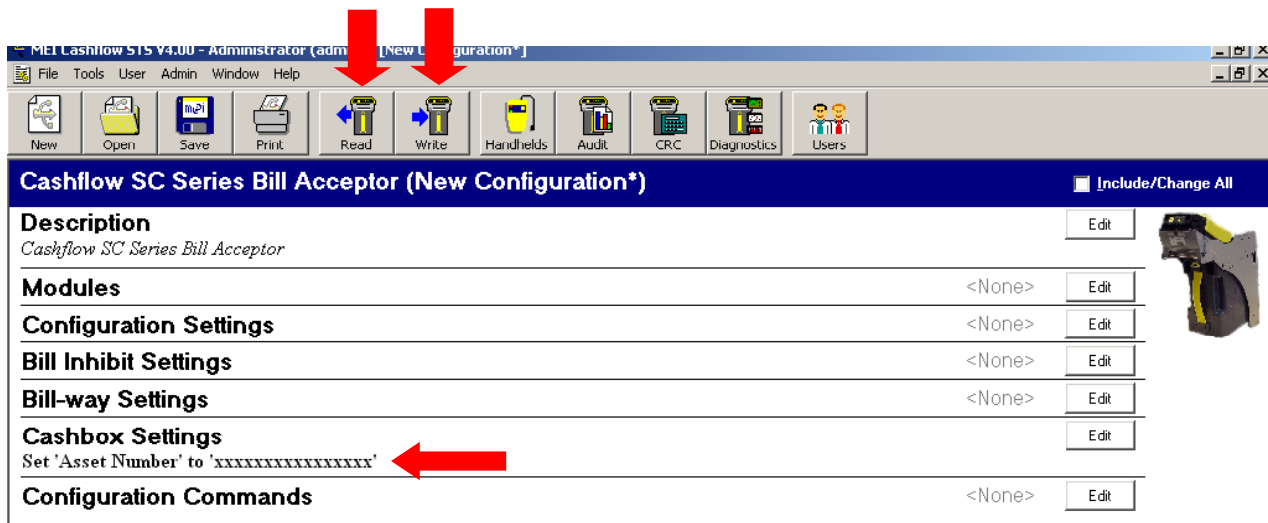 MEI Cashflow STS V4.00 - Administrator (adm [New C guration*]
File Tools User Admin Window Help
New Open Save Print Read Write Handhelds Audit CRC Diagnostics Users
Cashflow SC Series Bill Acceptor (New Configuration*) Include/Change All
Description Edit
Cashflow SC Series Bill Acceptor
Modules <None> Edit
Configuration Settings <None> Edit
Bill Inhibit Settings <None> Edit
Bill-way Settings <None> Edit
Cashbox Settings Edit
Set 'Asset Number' to 'xxxxxxxxxxxxxxxx'
Configuration Commands <None> Edit